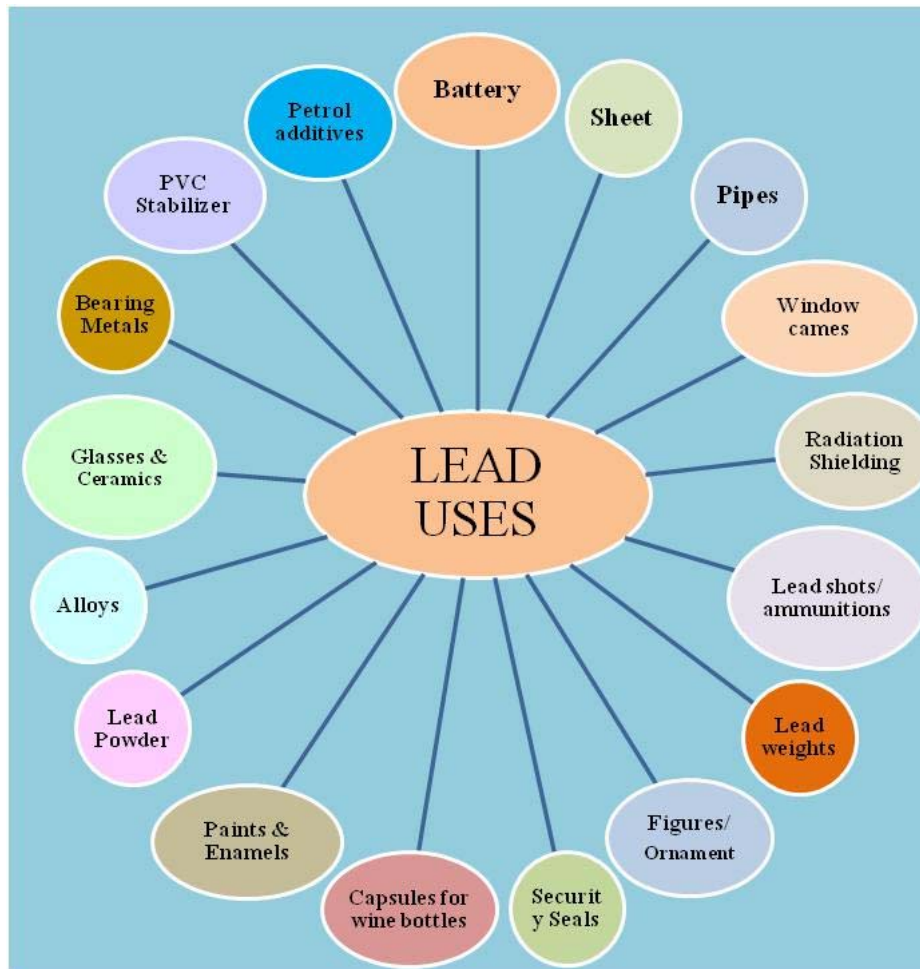 LEAD
USES
Battery
Sheet
Pipes
Window
cames
Radiation
Shielding
Lead shots/
ammunitions
Lead
weights
Figures/
Ornament
Securit
y Seals
Capsules for
wine bottles
Paints &
Enamels
Lead
Powder
Alloys
Glasses &
Ceramics
Bearing
Metals
PVC
Stabilizer
Petrol
additives